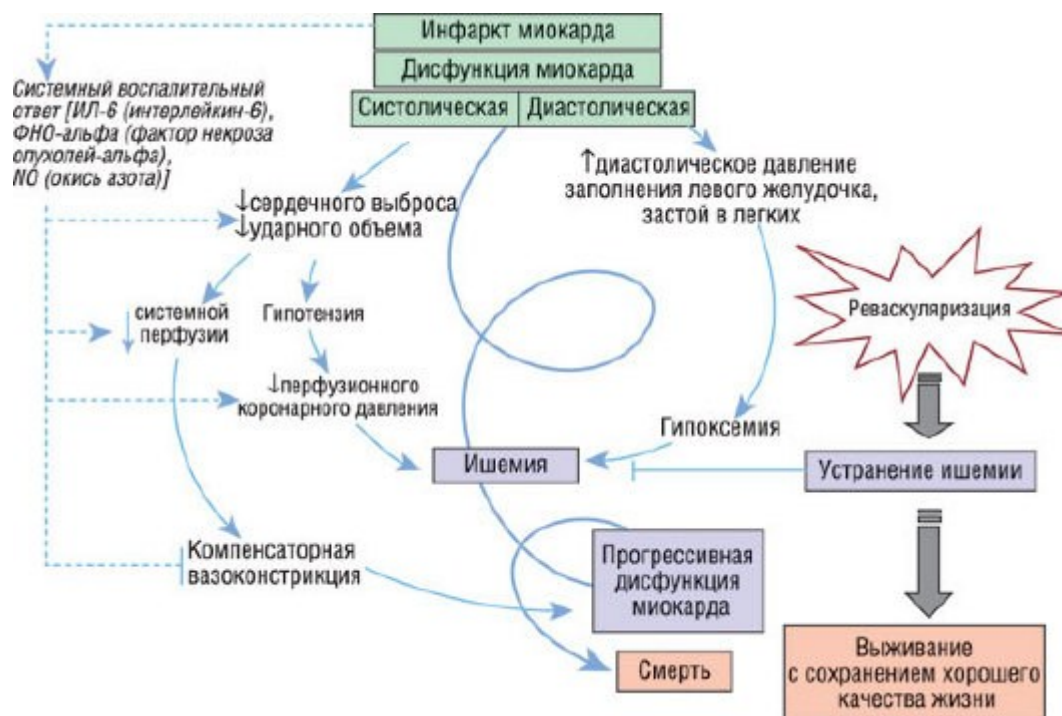 Инфаркт миокарда
Дисфункция миокарда
Систолическая Диастолическая
Системный воспалительный
ответ [ИЛ-6 (интерлейкин-6),
ФНО-альфа (фактор некроза
опухолей-альфа),
NO (окись азота)]
↑диастолическое давление
заполнения левого желудочка,
застой в легких
↓сердечного выброса
↓ударного объема
Реваскуляризация
↓ системной
перфузии
Гипотензия
↓перфузионного
коронарного давления
Гипоксемия
Ишемия
Устранение ишемии
Компенсаторная
вазоконстрикция
Прогрессивная
дисфункция
миокарда
Смерть
Выживание
с сохранением хорошего
качества жизни